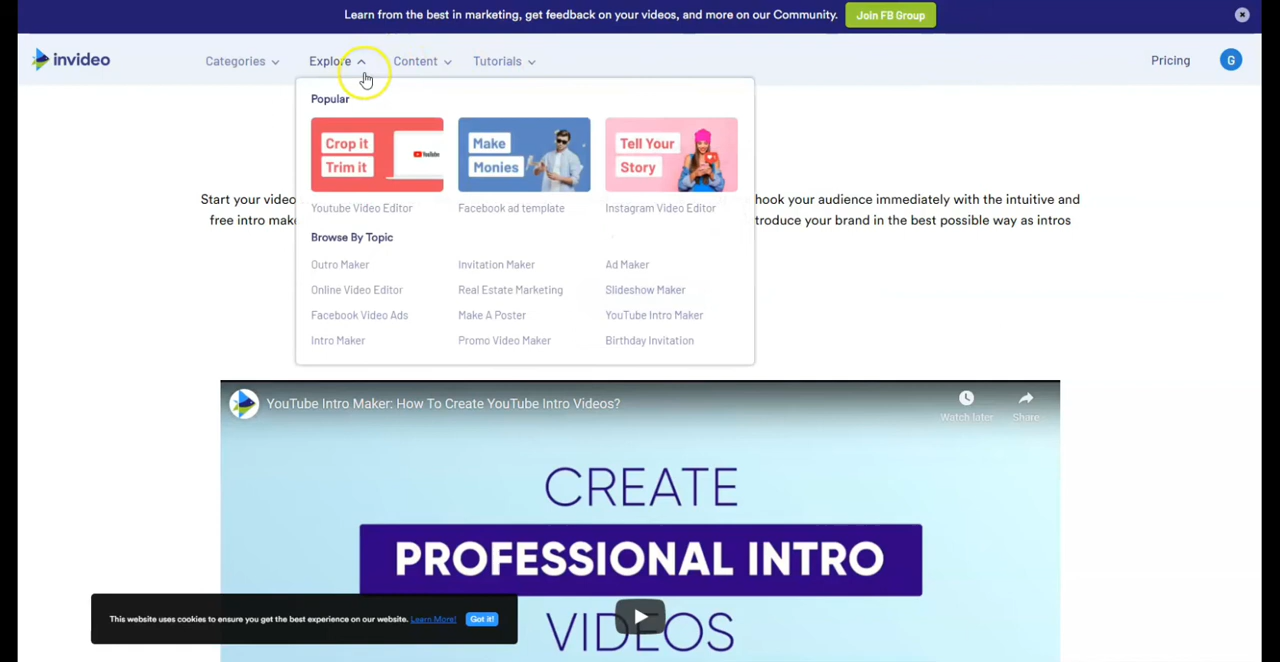 Learn from the best in marketing, get feedback on your videos, and more on our Community. Join FB Group
invideo Categories Explore Content Tutorials Pricing G
Popular
Crop it
Trim it
YouTube
Make
Monies
Tell Your
Story
Youtube Video Editor Facebook ad template Instagram Video Editor
Start your video hook your audience immediately with the intuitive and
free intro make troduce your brand in the best possible way as intros
Browse By Topic
Outro Maker Invitation Maker Ad Maker
Online Video Editor Real Estate Marketing Slideshow Maker
Facebook Video Ads Make A Poster YouTube Intro Maker
Intro Maker Promo Video Maker Birthday Invitation
YouTube Intro Maker: How To Create YouTube Intro Videos?
Watch later Share
CREATE
PROFESSIONAL INTRO
VIDEOS
This website uses cookies to ensure you get the best experience on our website. Learn More! Got it!